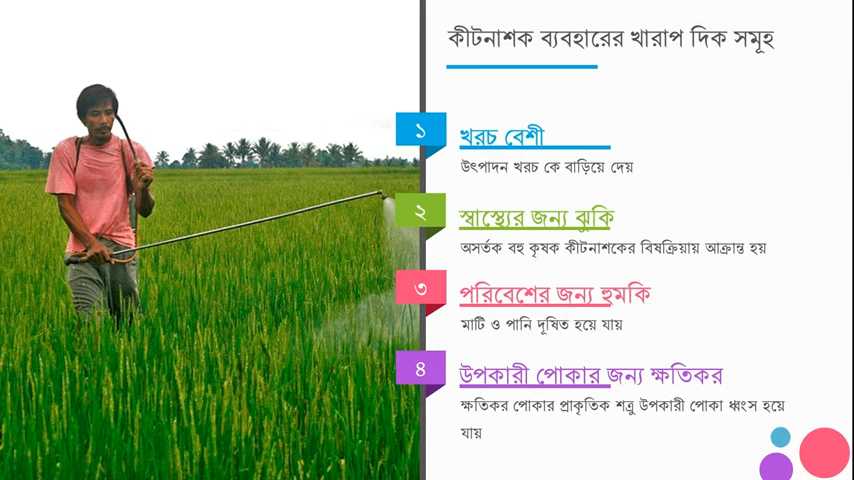 কীটনাশক ব্যবহারের খারাপ দিক সমূহ
১
খরচ বেশী
উৎপাদন খরচ কে বাড়িয়ে দেয়
২
স্বাস্থ্যের জন্য ঝুকি
অসর্তক বহু কৃষক কীটনাশকের বিষক্রিয়ায় আক্রান্ত হয়
৩
পরিবেশের জন্য হুমকি
মাটি ও পানি দূষিত হয়ে যায়
৪
উপকারী পোকার জন্য ক্ষতিকর
ক্ষতিকর পোকার প্রাকৃতিক শত্রু উপকারী পোকা ধ্বংস হয়ে
যায়